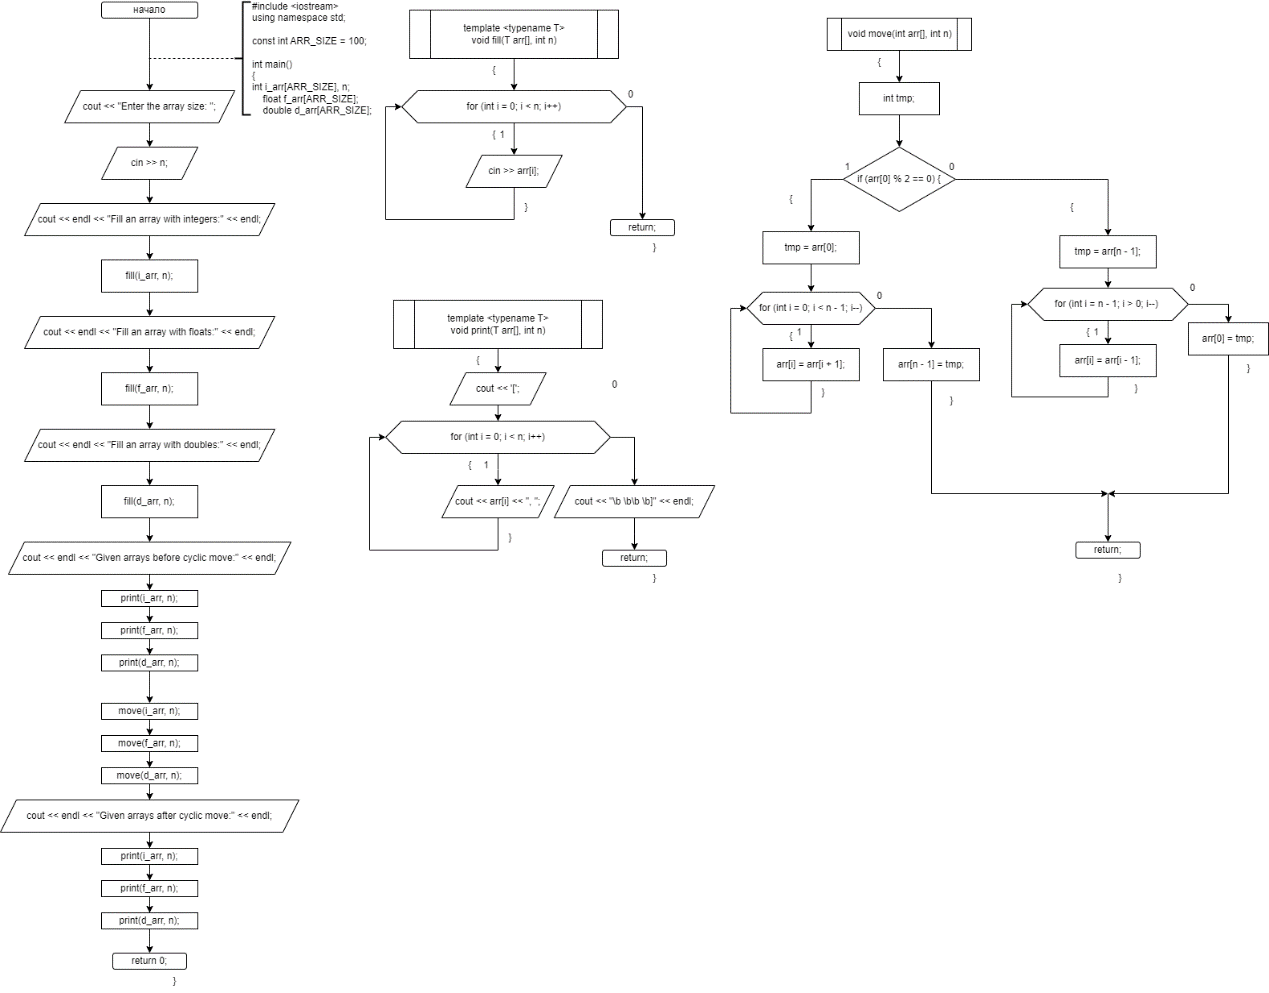 начало
#include <iostream>
using namespace std;
const int ARR_SIZE = 100;
int main()
{
int i_arr[ARR_SIZE], n;
float f_arr[ARR_SIZE];
double d_arr[ARR_SIZE];
cout << "Enter the array size: ";
cin >> n;
cout << endl << "Fill an array with integers:" << endl;
fill(i_arr, n);
cout << endl << "Fill an array with floats:" << endl;
fill(f_arr, n);
cout << endl << "Fill an array with doubles:" << endl;
fill(d_arr, n);
cout << endl << "Given arrays before cyclic move:" << endl;
print(i_arr, n);
print(f_arr, n);
print(d_arr, n);
move(i_arr, n);
move(f_arr, n);
move(d_arr, n);
cout << endl << "Given arrays after cyclic move:" << endl;
print(i_arr, n);
print(f_arr, n);
print(d_arr, n);
return 0;
}
template <typename T>
void fill(T arr[], int n)
{
for (int i = 0; i < n; i++)
0
{ 1
cin >> arr[i];
}
return;
}
template <typename T>
void print(T arr[], int n)
{
cout << '[';
0
for (int i = 0; i < n; i++)
{ 1
cout << arr[i] << ", ";
cout << "\b \b\b \b]" << endl;
}
return;
}
void move(int arr[], int n)
{
int tmp;
1
0
if (arr[0] % 2 == 0) {
{
tmp = arr[0];
for (int i = 0; i < n - 1; i--)
0
{ 1
arr[i] = arr[i + 1];
}
arr[n - 1] = tmp;
}
{
tmp = arr[n - 1];
for (int i = n - 1; i > 0; i--)
0
{ 1
arr[i] = arr[i - 1];
}
arr[0] = tmp;
}
return;
}